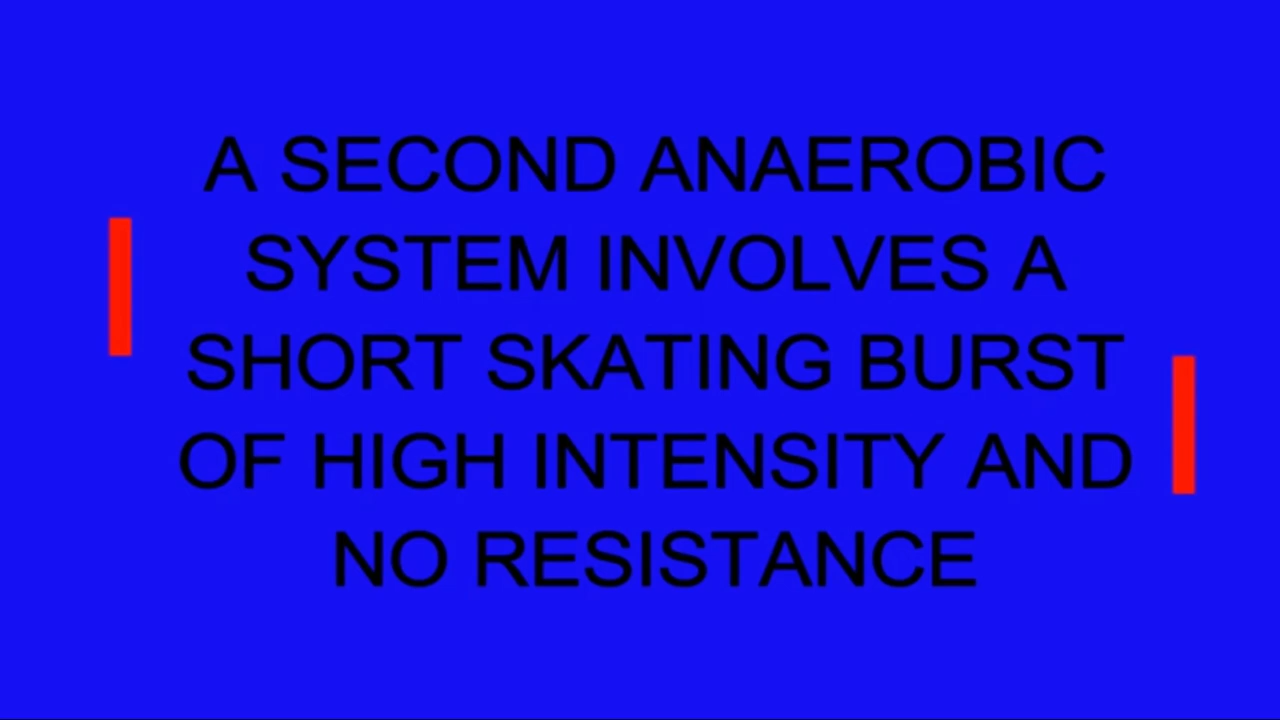 A SECOND ANAEROBIC
SYSTEM INVOLVES A
SHORT SKATING BURST
OF HIGH INTENSITY AND
NO RESISTANCE